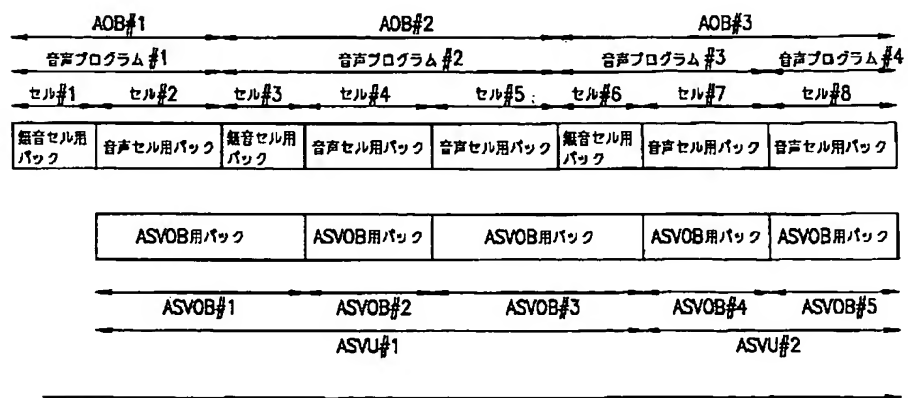 AOB#1 AOB#2 AOB#3
音声プログラム#1 音声プログラム#2 音声プログラム#3 音声プログラム#4
セル#1 セル#2 セル#3 セル#4 セル#5 セル#6 セル#7 セル#8
無音セル用パック 音声セル用パック 無音セル用パック 音声セル用パック 音声セル用パック 無音セル用パック 音声セル用パック 音声セル用パック
ASVOB用パック ASVOB用パック ASVOB用パック ASVOB用パック ASVOB用パック
ASVOB#1 ASVOB#2 ASVOB#3 ASVOB#4 ASVOB#5
ASVU#1 ASVU#2